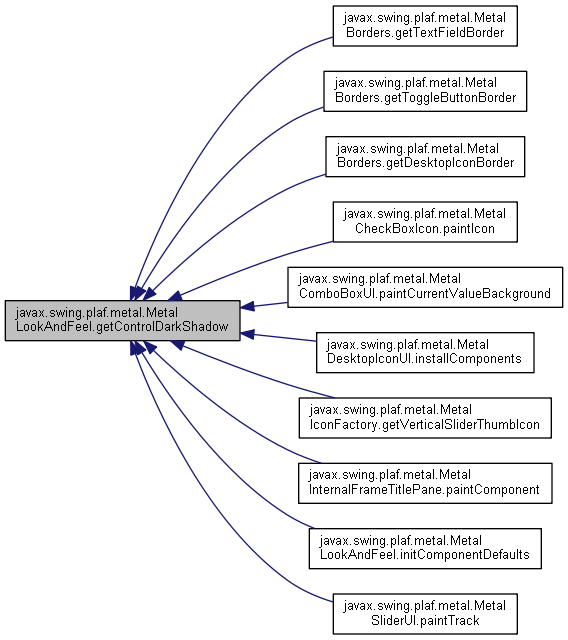 javax.swing.plaf.metal.Metal
Borders.getTextFieldBorder
javax.swing.plaf.metal.Metal
Borders.getToggleButtonBorder
javax.swing.plaf.metal.Metal
Borders.getDesktopIconBorder
javax.swing.plaf.metal.Metal
CheckBoxIcon.paintIcon
javax.swing.plaf.metal.Metal
ComboBoxUI.paintCurrentValueBackground
javax.swing.plaf.metal.Metal
LookAndFeel.getControlDarkShadow
javax.swing.plaf.metal.Metal
DesktopIconUI.installComponents
javax.swing.plaf.metal.Metal
IconFactory.getVerticalSliderThumbIcon
javax.swing.plaf.metal.Metal
InternalFrameTitlePane.paintComponent
javax.swing.plaf.metal.Metal
LookAndFeel.initComponentDefaults
javax.swing.plaf.metal.Metal
SliderUI.paintTrack